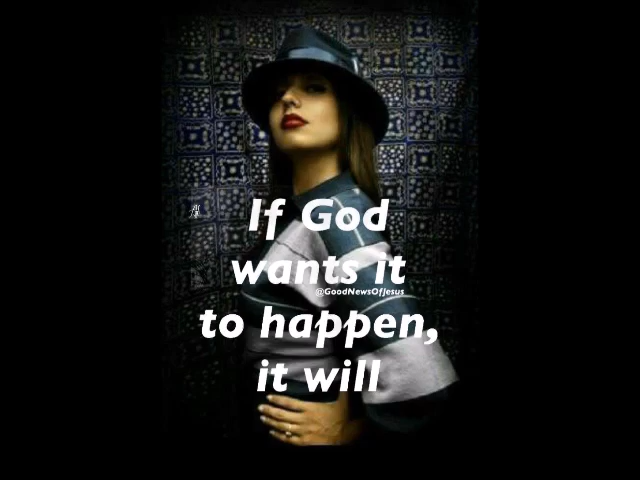 If God
wants it
@GoodNewsOfJesus
to happen,
it will